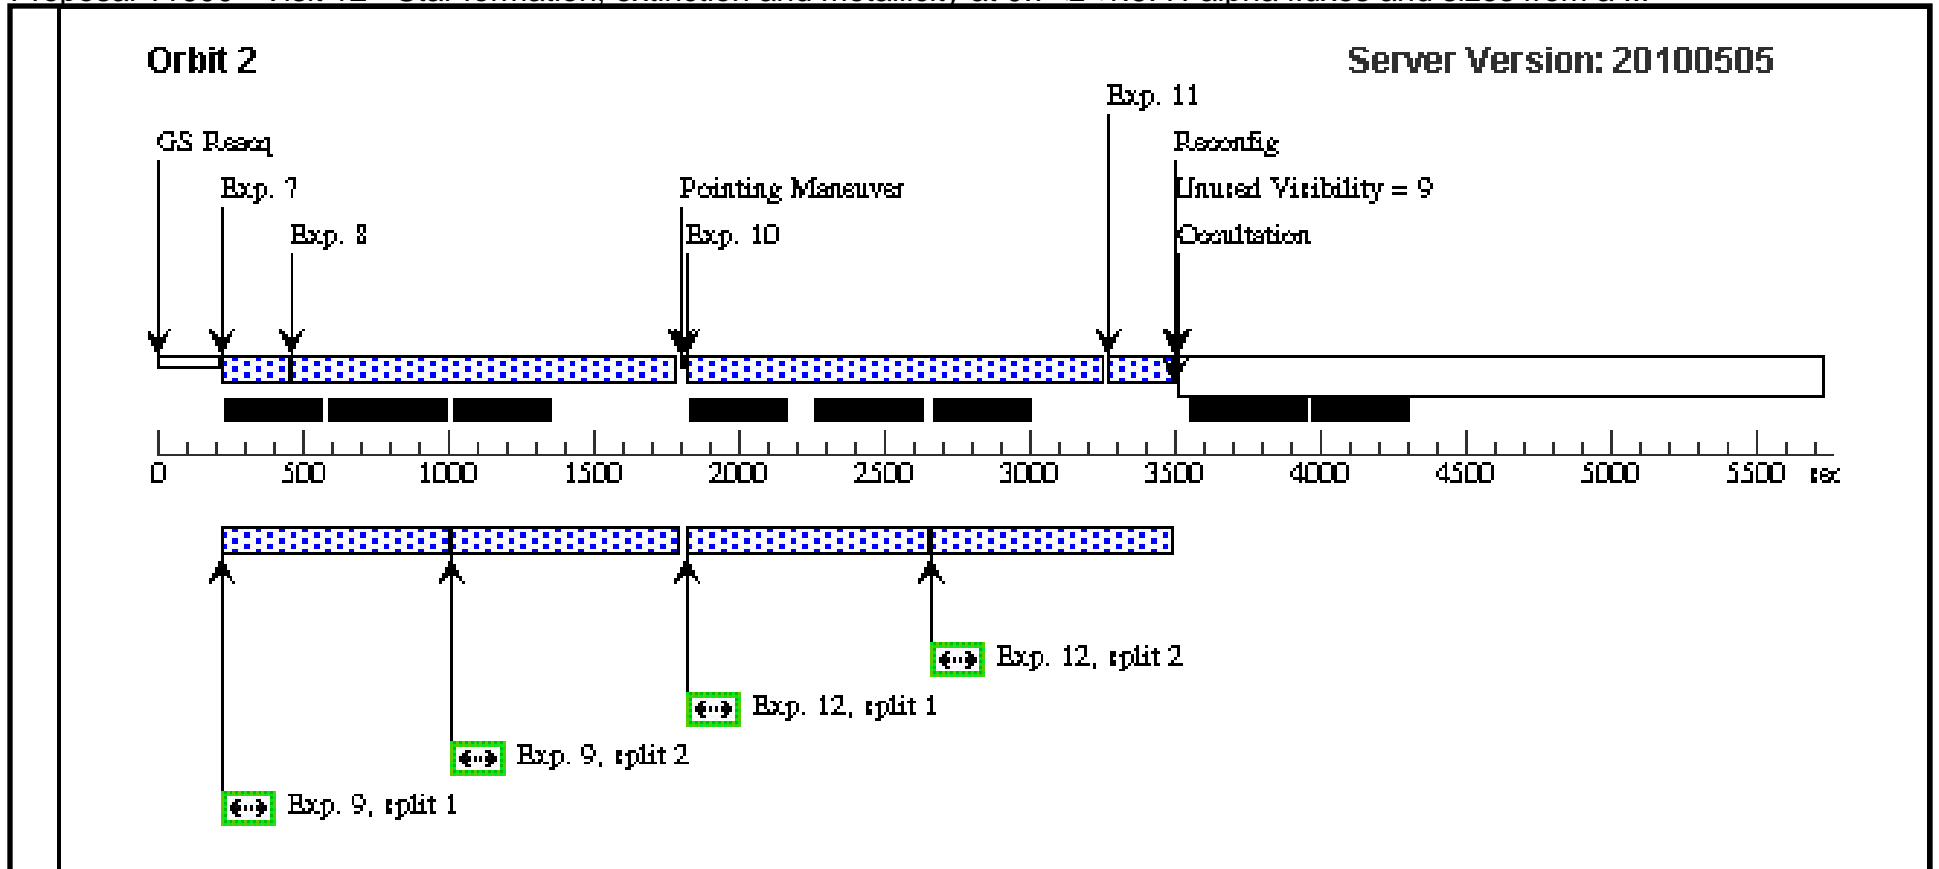 Orbit 2
Server Version: 20100505
Exp. 11
GS Reacq
Reconfig
Exp. 7
Pointing Maneuver
Unused Visibility = 9
Exp. 8
Exp. 10
Occultation
0 500 1000 1500 2000 2500 3000 3500 4000 4500 5000 5500 sec
Exp. 12, split 2
Exp. 12, split 1
Exp. 9, split 2
Exp. 9, split 1